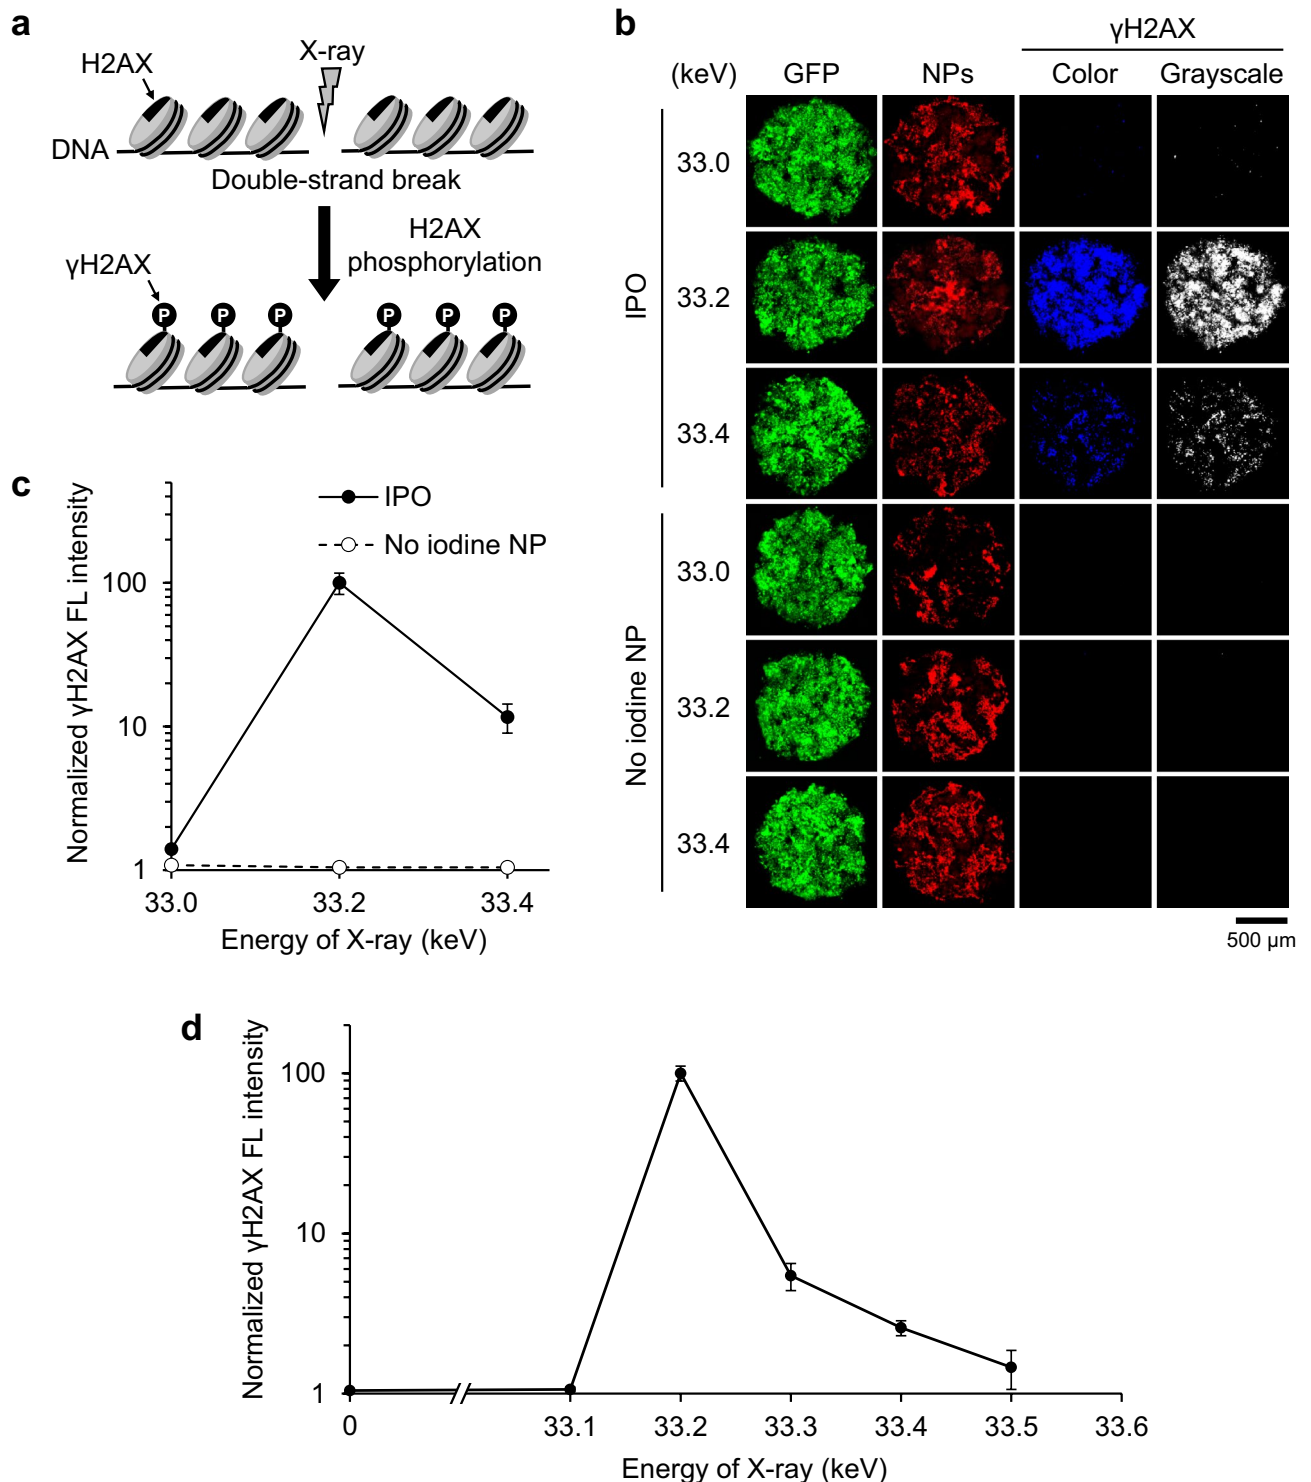 a
H2AX
X-ray
DNA
Double-strand break
H2AX
phosphorylation
γH2AX
P P P P P P
b
γH2AX
(keV) GFP NPs Color Grayscale
IPO
33.0
33.2
33.4
No iodine NP
33.0
33.2
33.4
500 μm
c
Normalized γH2AX FL intensity
IPO
No iodine NP
100
10
1
33.0 33.2 33.4
Energy of X-ray (keV)
d
Normalized γH2AX FL intensity
100
10
1
0 33.1 33.2 33.3 33.4 33.5 33.6
Energy of X-ray (keV)